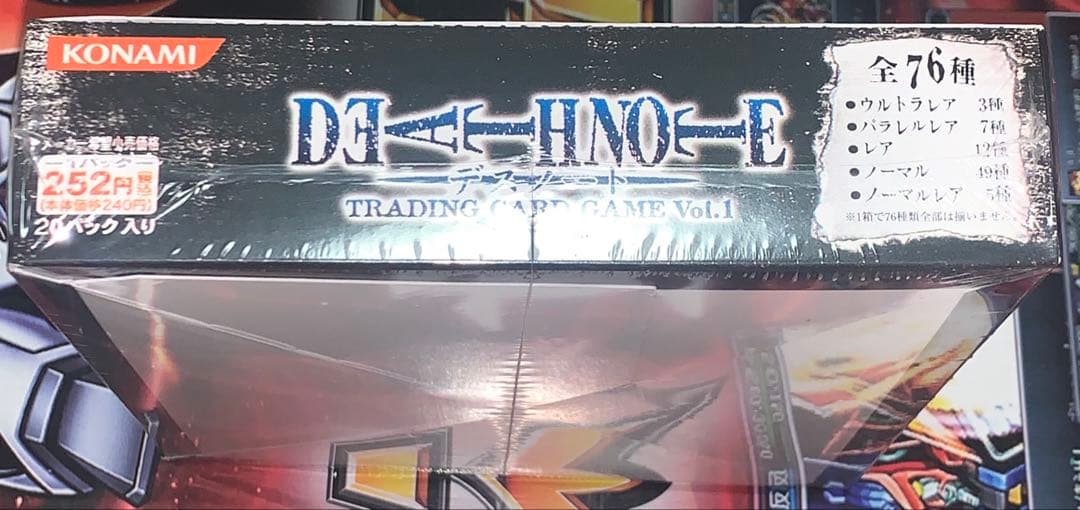 KONAMI
DEATH NOTE
デスノート
TRADING CARD GAME Vol.1
メーカー希望小売価格
1パック
252円 税込
(本体価格240円)
20パック入り
全76種
●ウルトラレア 3種
●パラレルレア 7種
●レア 12種
●ノーマル 49種
●ノーマルレア 5種
※1箱で76種類全部は揃いません